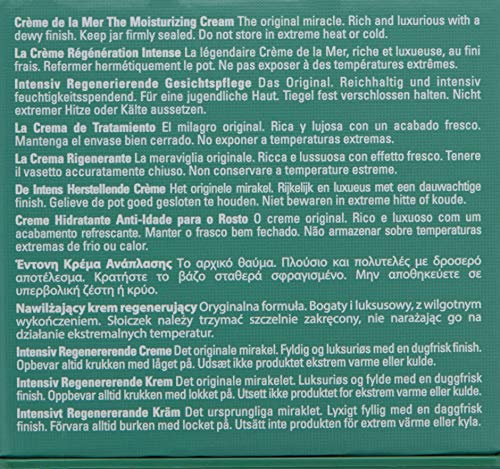 Crème de la Mer The Moisturizing Cream The original miracle. Rich and luxurious with a
dewy finish. Keep jar firmly sealed. Do not store in extreme heat or cold.
La Crème Régénération Intense La légendaire Crème de la Mer, riche et luxueuse, au fini
frais. Refermer hermétiquement le pot. Ne pas exposer à des températures extrêmes.
Intensiv Regenerierende Gesichtspflege Das Original. Reichhaltig und intensiv
feuchtigkeitsspendend. Für eine jugendliche Haut. Tiegel fest verschlossen halten. Nicht
extremer Hitze oder Kälte aussetzen.
La Crema de Tratamiento El milagro original. Rica y lujosa con un acabado fresco.
Mantenga el envase bien cerrado. No exponer a temperaturas extremas.
La Crema Rigenerante La meraviglia originale. Ricca e lussuosa con effetto fresco. Tenere
il vasetto accuratamente chiuso. Non conservare a temperature estreme.
De Intens Herstellende Crème Het originele mirakel. Rijkelijk en luxueus met een dauwachtige
finish. Gelieve de pot goed gesloten te houden. Niet bewaren in extreme hitte of koude.
Creme Hidratante Anti-Idade para o Rosto O creme original. Rico e luxuoso com um
acabamento refrescante. Manter o frasco bem fechado. Não armazenar sobre temperaturas
extremas de frio ou calor.
Έντονη Κρέμα Ανάπλασης Το αρχικό θαύμα. Πλούσιο και πολυτελές με δροσερό
αποτέλεσμα. Κρατήστε το βάζο σταθερά σφραγισμένο. Μην αποθηκεύετε σε
υπερβολική ζέστη ή κρύο.
Nawilżający krem regenerujący Oryginalna formuła. Bogaty i luksusowy, z wilgotnym
wykończeniem. Słoiczek należy trzymać szczelnie zakręcony, nie narażając go na
działanie ekstremalnych temperatur.
Intensiv Regenererende Creme Det originale mirakel. Fyldig og luksuriøs med en dugfrisk finish.
Opbevar altid krukken med låget på. Udsæt ikke produktet ekstrem varme eller kulde.
Intensiv Regenererende Krem Det originale mirakelet. Luksuriøs og fylde med en daggfrisk
finish. Oppbevar alltid krukken med lokket på. Utsett ikke produktet for ekstrem varme eller kulde.
Intensivt Regenererande Kräm Det ursprungliga miraklet. Lyxigt fyllig med en daggfrisk
finish. Förvara alltid burken med locket på. Utsätt inte produkten för extrem värme eller kyla.